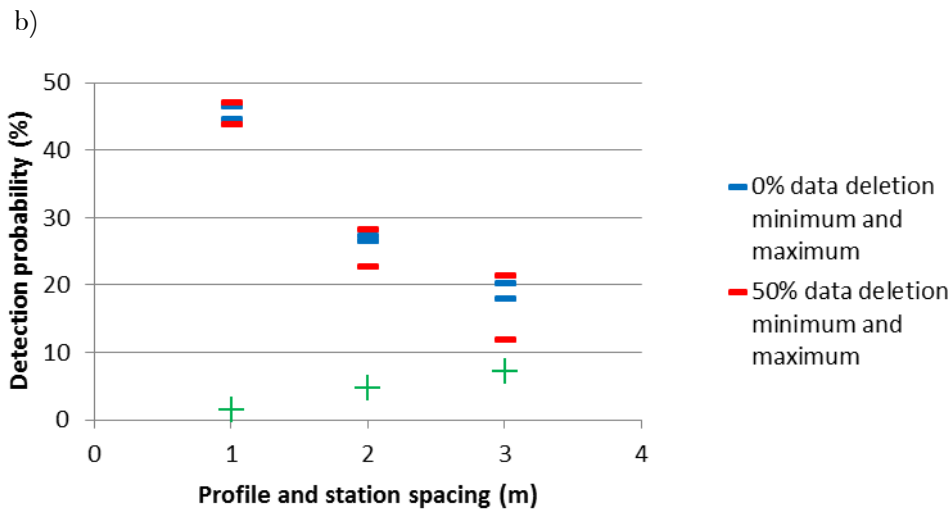 b)
50
40
30
20
10
0
Detection probability (%)
0 1 2 3 4
Profile and station spacing (m)
0% data deletion
minimum and
maximum
50% data deletion
minimum and
maximum